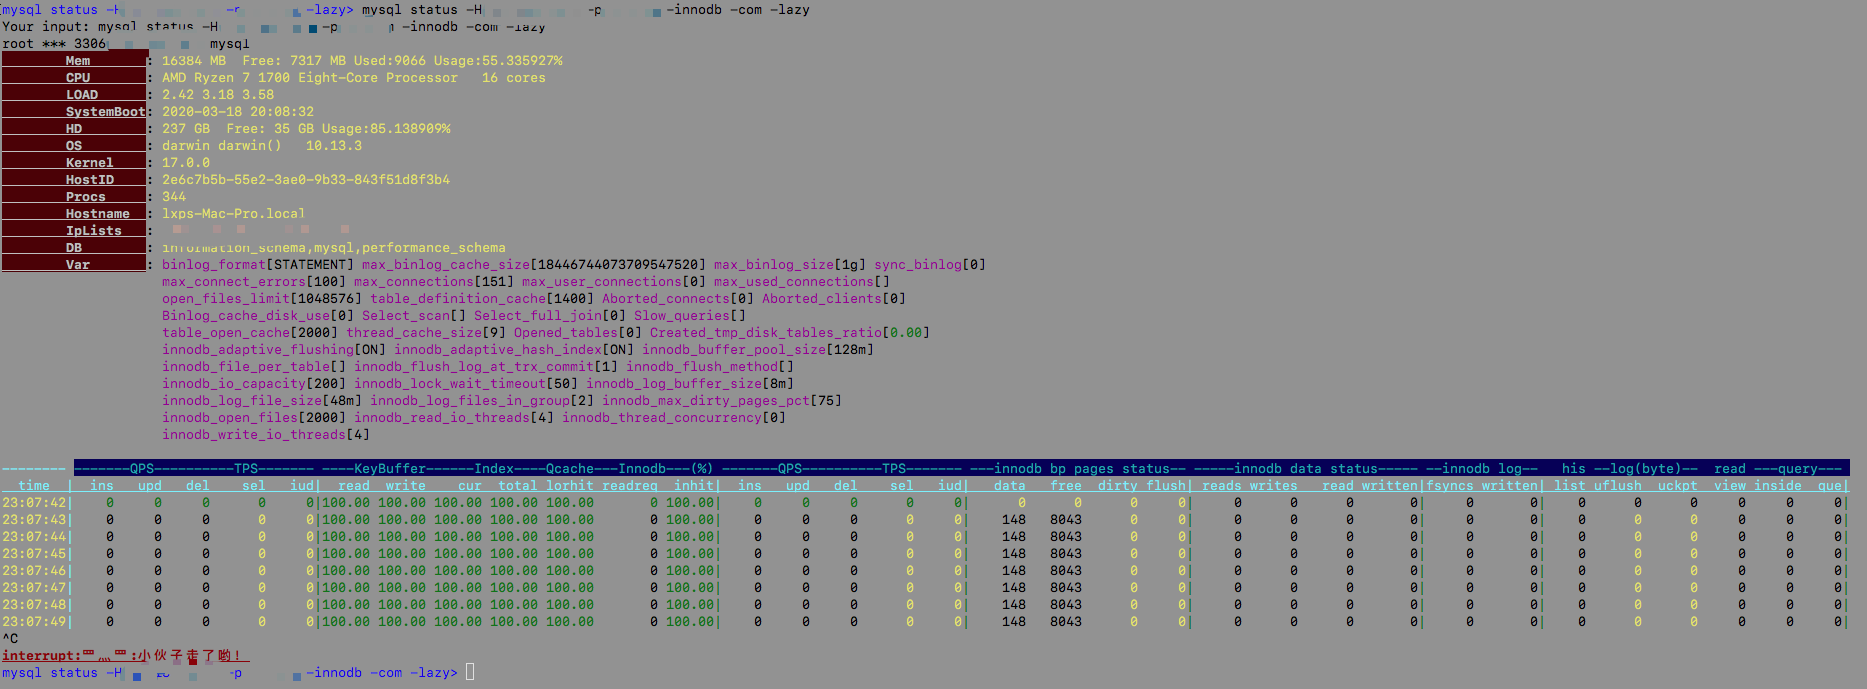 mysql status -H -r -lazy> mysql status -H -p -innodb -com -lazy
Your input: mysql status -H -p -innodb -com -lazy
root *** 3306 mysql
Mem : 16384 MB Free: 7317 MB Used:9066 Usage:55.335927%
CPU : AMD Ryzen 7 1700 Eight-Core Processor 16 cores
LOAD : 2.42 3.18 3.58
SystemBoot: 2020-03-18 20:08:32
HD : 237 GB Free: 35 GB Usage:85.138909%
OS : darwin darwin() 10.13.3
Kernel : 17.0.0
HostID : 2e6c7b5b-55e2-3ae0-9b33-843f51d8f3b4
Procs : 344
Hostname : lxps-Mac-Pro.local
IpLists :
DB : information_schema,mysql,performance_schema
Var : binlog_format[STATEMENT] max_binlog_cache_size[18446744073709547520] max_binlog_size[1g] sync_binlog[0]
max_connect_errors[100] max_connections[151] max_user_connections[0] max_used_connections[]
open_files_limit[1048576] table_definition_cache[1400] Aborted_connects[0] Aborted_clients[0]
Binlog_cache_disk_use[0] Select_scan[] Select_full_join[0] Slow_queries[]
table_open_cache[2000] thread_cache_size[9] Opened_tables[0] Created_tmp_disk_tables_ratio[0.00]
innodb_adaptive_flushing[ON] innodb_adaptive_hash_index[ON] innodb_buffer_pool_size[128m]
innodb_file_per_table[] innodb_flush_log_at_trx_commit[1] innodb_flush_method[]
innodb_io_capacity[200] innodb_lock_wait_timeout[50] innodb_log_buffer_size[8m]
innodb_log_file_size[48m] innodb_log_files_in_group[2] innodb_max_dirty_pages_pct[75]
innodb_open_files[2000] innodb_read_io_threads[4] innodb_thread_concurrency[0]
innodb_write_io_threads[4]
-------- -------QPS----------TPS------- ----KeyBuffer------Index----Qcache---Innodb---(%) -------QPS----------TPS------- ---innodb bp pages status-- -----innodb data status----- --innodb log-- his --log(byte)-- read ---query---
time | ins upd del sel iud| read write cur total lorhit readreq inhit| ins upd del sel iud| data free dirty flush| reads writes read written|fsyncs written| list uflush uckpt view inside que|
23:07:42| 0 0 0 0 0|100.00 100.00 100.00 100.00 100.00 0 100.00| 0 0 0 0 0| 0 0 0 0| 0 0 0 0| 0 0| 0 0 0 0 0 0|
23:07:43| 0 0 0 0 0|100.00 100.00 100.00 100.00 100.00 0 100.00| 0 0 0 0 0| 148 8043 0 0| 0 0 0 0| 0 0| 0 0 0 0 0 0|
23:07:44| 0 0 0 0 0|100.00 100.00 100.00 100.00 100.00 0 100.00| 0 0 0 0 0| 148 8043 0 0| 0 0 0 0| 0 0| 0 0 0 0 0 0|
23:07:45| 0 0 0 0 0|100.00 100.00 100.00 100.00 100.00 0 100.00| 0 0 0 0 0| 148 8043 0 0| 0 0 0 0| 0 0| 0 0 0 0 0 0|
23:07:46| 0 0 0 0 0|100.00 100.00 100.00 100.00 100.00 0 100.00| 0 0 0 0 0| 148 8043 0 0| 0 0 0 0| 0 0| 0 0 0 0 0 0|
23:07:47| 0 0 0 0 0|100.00 100.00 100.00 100.00 100.00 0 100.00| 0 0 0 0 0| 148 8043 0 0| 0 0 0 0| 0 0| 0 0 0 0 0 0|
23:07:48| 0 0 0 0 0|100.00 100.00 100.00 100.00 100.00 0 100.00| 0 0 0 0 0| 148 8043 0 0| 0 0 0 0| 0 0| 0 0 0 0 0 0|
23:07:49| 0 0 0 0 0|100.00 100.00 100.00 100.00 100.00 0 100.00| 0 0 0 0 0| 148 8043 0 0| 0 0 0 0| 0 0| 0 0 0 0 0 0|
^C
interrupt:罒灬罒:小伙子走了哟!
mysql status -H -p -innodb -com -lazy>